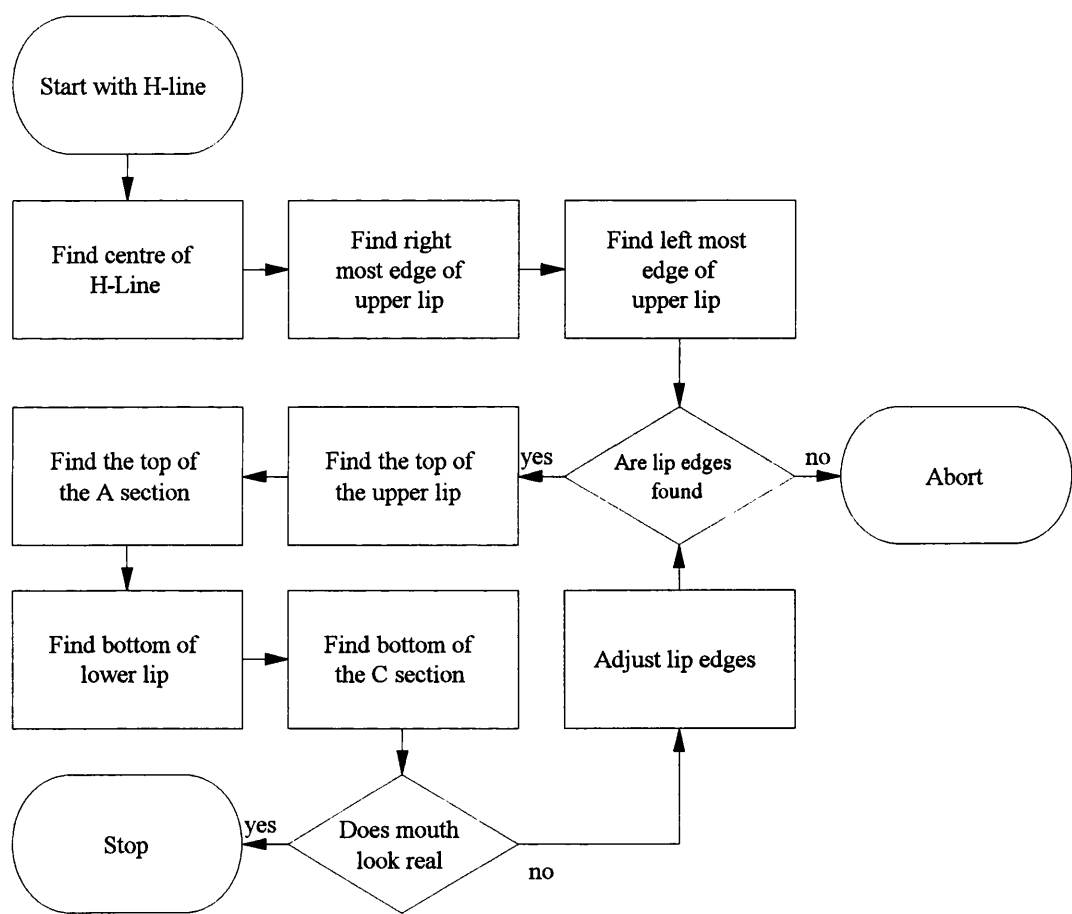 Start with H-line
Find centre of
H-Line
Find right
most edge of
upper lip
Find left most
edge of
upper lip
Are lip edges
found
yes
no
Abort
Find the top of
the upper lip
Find the top of
the A section
Find bottom of
lower lip
Find bottom of
the C section
Adjust lip edges
Does mouth
look real
yes
no
Stop